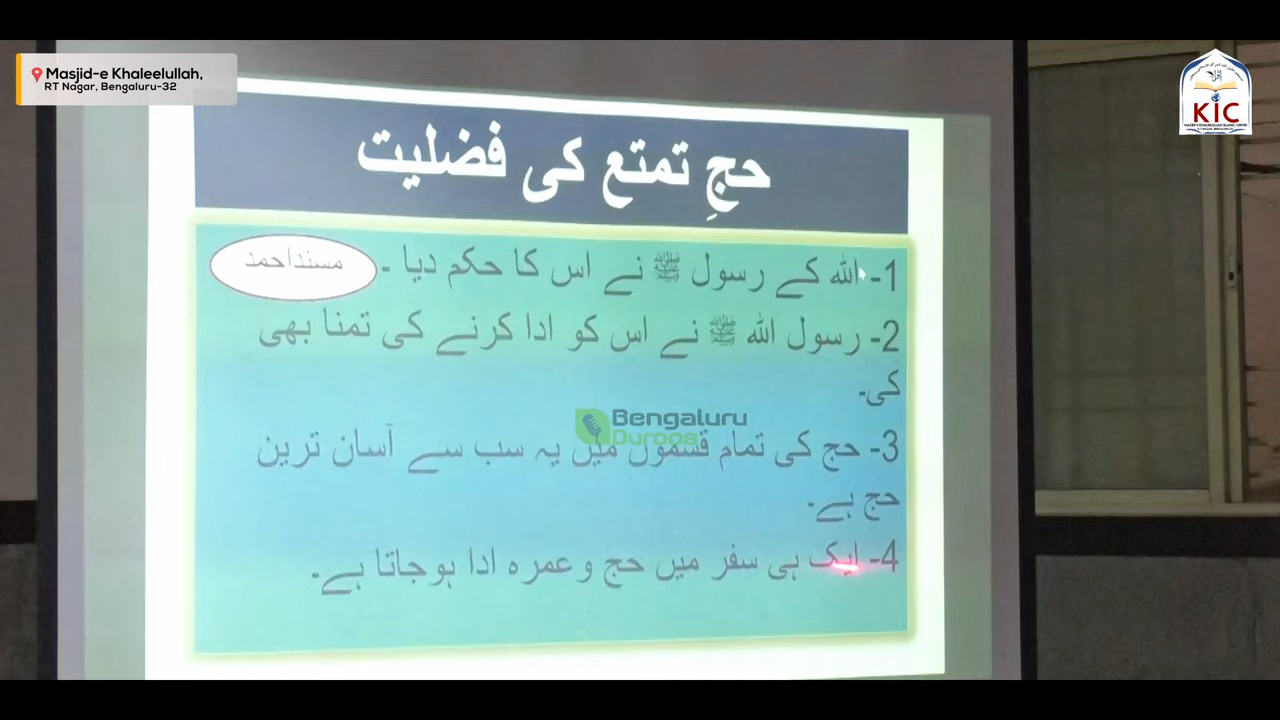 Masjid-e Khaleelullah,
RT Nagar, Bengaluru-32
KIC
حجِ تمتع کی فضلیت
1- اللہ کے رسول ﷺ نے اس کا حکم دیا ۔ مسنداحمد
2- رسول اللہ ﷺ نے اس کو ادا کرنے کی تمنا بھی
کی۔
Bengaluru
Duroos
3- حج کی تمام قسموں میں یہ سب سے آسان ترین
حج ہے۔
4- ایک ہی سفر میں حج و عمرہ ادا ہوجاتا ہے۔